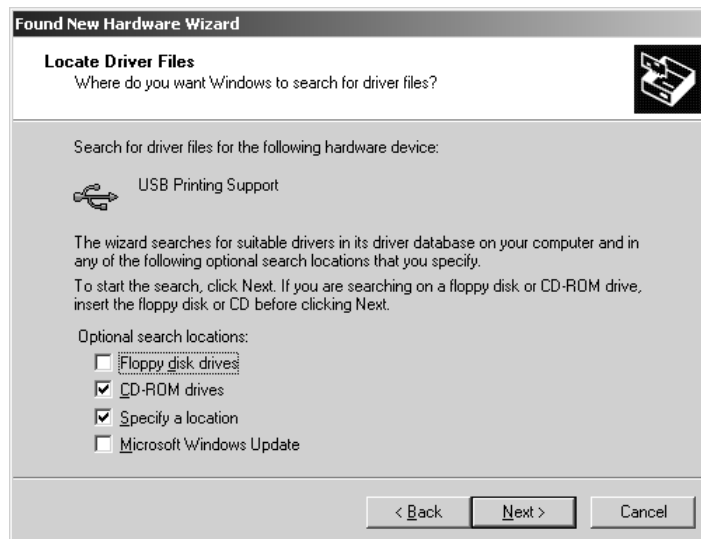 Found New Hardware Wizard
Locate Driver Files
Where do you want Windows to search for driver files?
Search for driver files for the following hardware device:
USB Printing Support
The wizard searches for suitable drivers in its driver database on your computer and in
any of the following optional search locations that you specify.
To start the search, click Next. If you are searching on a floppy disk or CD-ROM drive,
insert the floppy disk or CD before clicking Next.
Optional search locations:
Floppy disk drives
CD-ROM drives
Specify a location
Microsoft Windows Update
< Back Next > Cancel